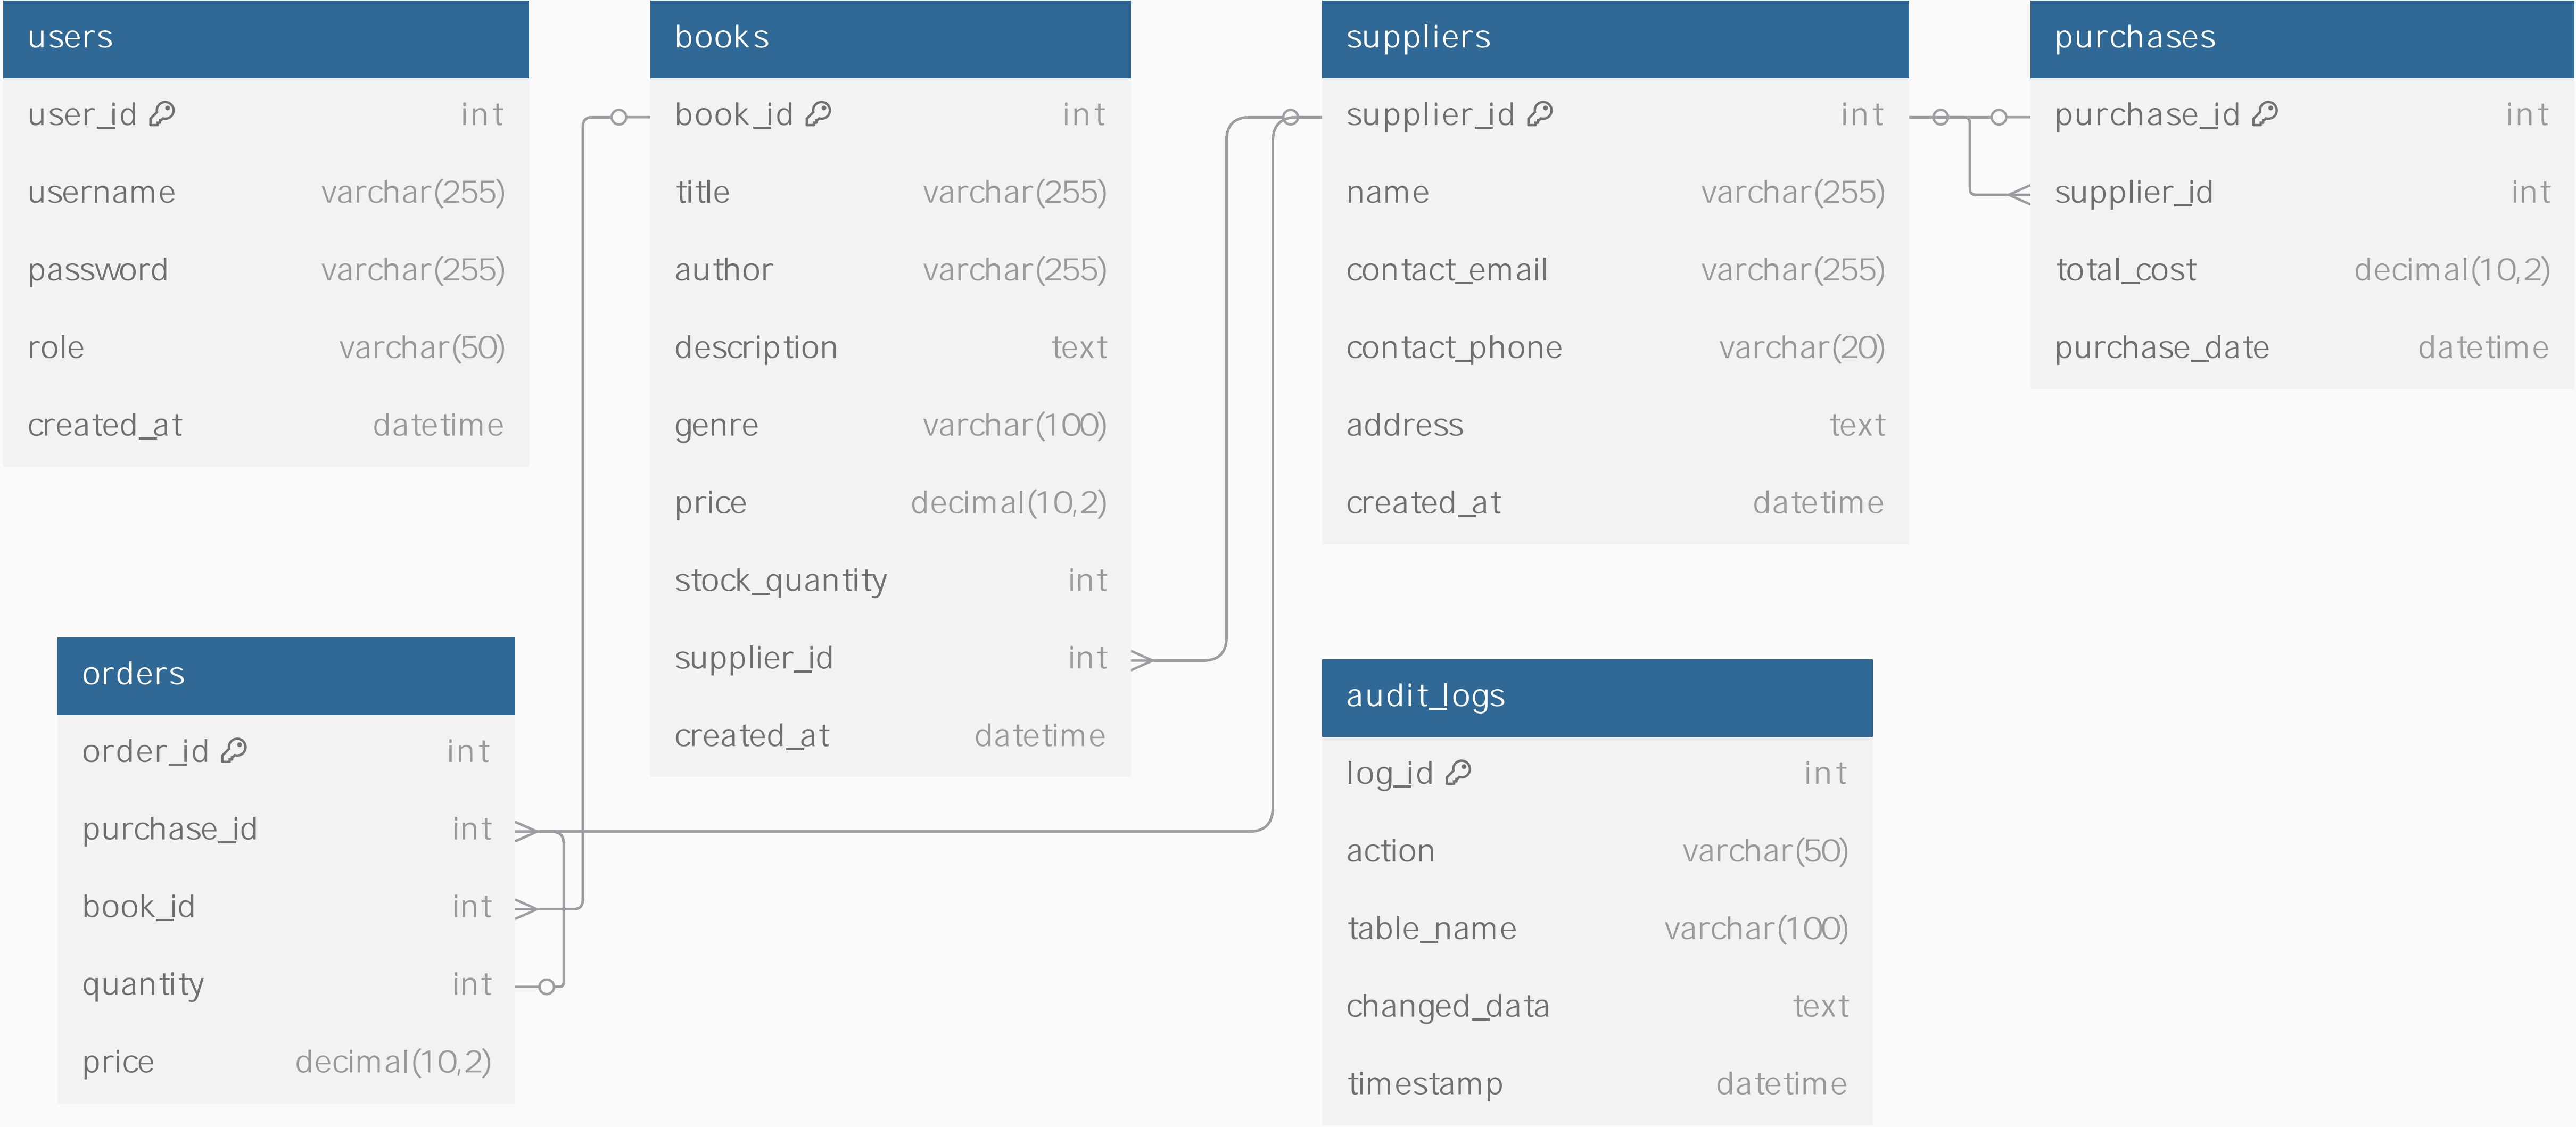 users
user_id int
username varchar(255)
password varchar(255)
role varchar(50)
created_at datetime
books
book_id int
title varchar(255)
author varchar(255)
description text
genre varchar(100)
price decimal(10,2)
stock_quantity int
supplier_id int
created_at datetime
suppliers
supplier_id int
name varchar(255)
contact_email varchar(255)
contact_phone varchar(20)
address text
created_at datetime
purchases
purchase_id int
supplier_id int
total_cost decimal(10,2)
purchase_date datetime
orders
order_id int
purchase_id int
book_id int
quantity int
price decimal(10,2)
audit_logs
log_id int
action varchar(50)
table_name varchar(100)
changed_data text
timestamp datetime